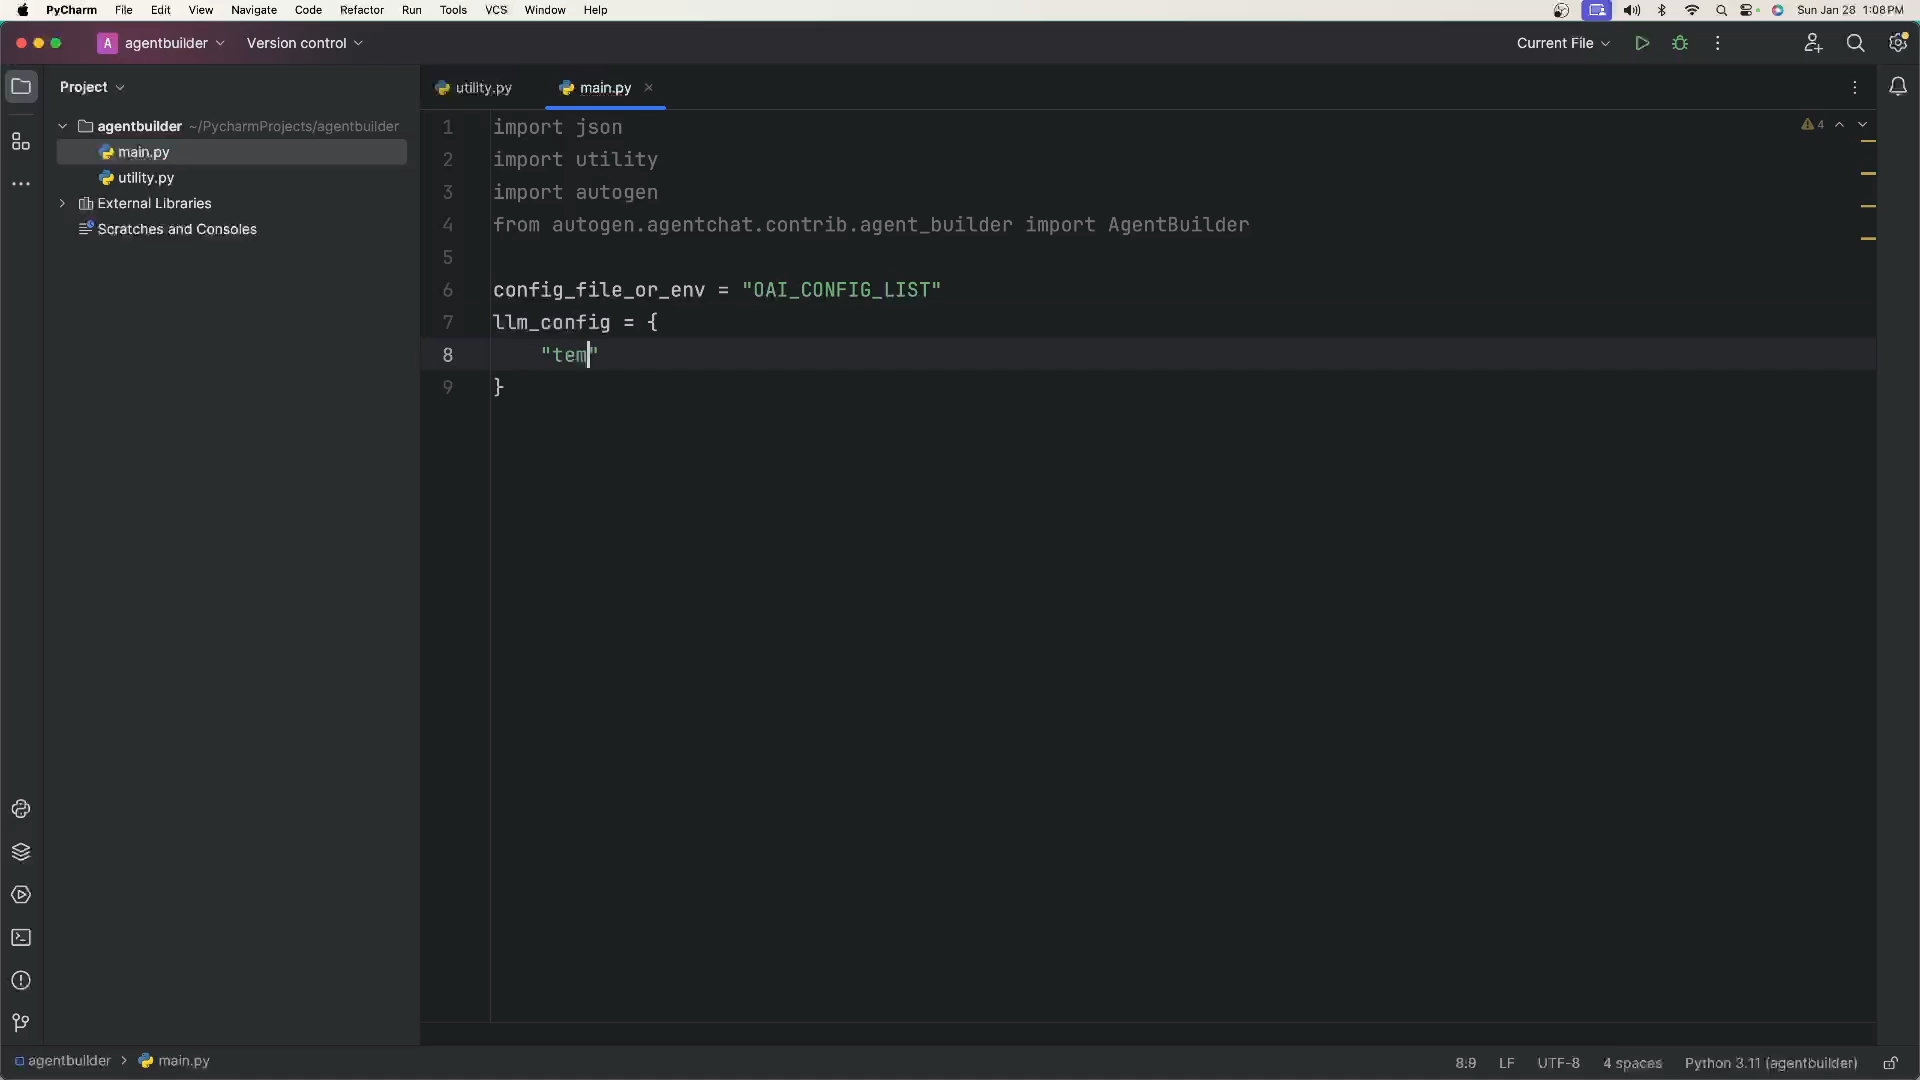 PyCharm File Edit View Navigate Code Refactor Run Tools VCS Window Help Sun Jan 28 1:08 PM
A agentbuilder Version control Current File
Project
utility.py main.py
agentbuilder ~/PycharmProjects/agentbuilder
main.py
utility.py
External Libraries
Scratches and Consoles
4
1 import json
2 import utility
3 import autogen
4 from autogen.agentchat.contrib.agent_builder import AgentBuilder
5
6 config_file_or_env = "OAI_CONFIG_LIST"
7 llm_config = {
8 "tem"
9 }
agentbuilder > main.py 8:9 LF UTF-8 4 spaces Python 3.11 (agentbuilder)